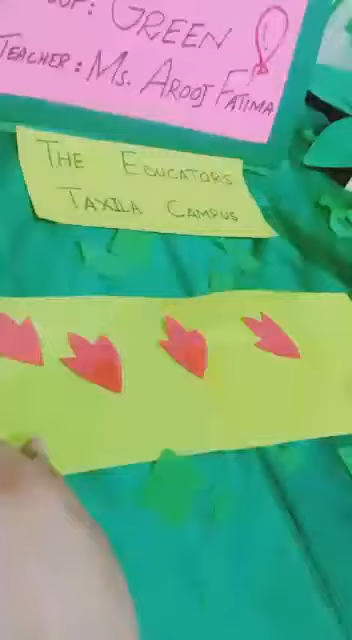 : GREEN
TEACHER: MS. AROOJ FATIMA
THE EDUCATORS
TAXILA CAMPUS